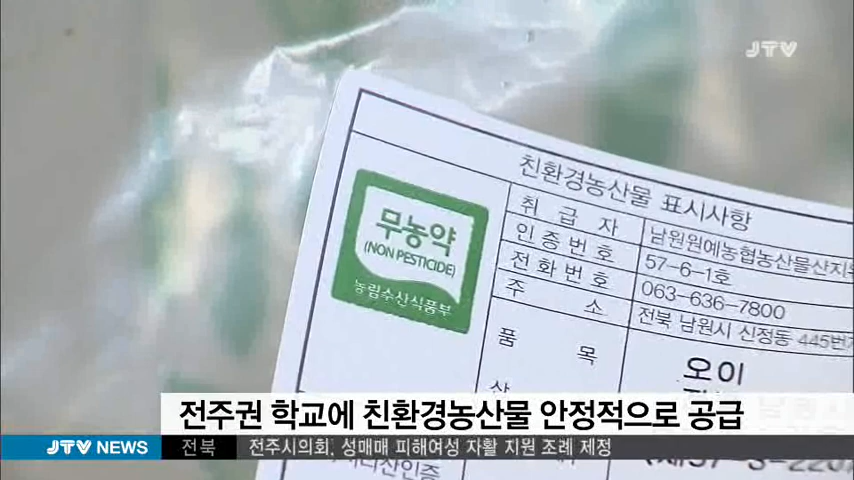 JTV
친환경농산물 표시사항
무농약
(NON PESTICIDE)
농림수산식품부
취급자 남원원예농협농산물산지
인증번호 57-6-1호
전화번호 063-636-7800
주소 전북 남원시 신정동 445번
품목 오이
전주권 학교에 친환경농산물 안정적으로 공급
JTV NEWS 전북 전주시의회, 성매매 피해여성 자활 지원 조례 제정